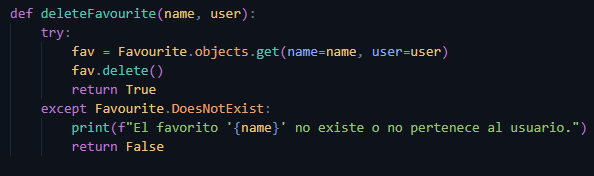 def deleteFavourite(name, user):
    try:
        fav = Favourite.objects.get(name=name, user=user)
        fav.delete()
        return True
    except Favourite.DoesNotExist:
        print(f"El favorito '{name}' no existe o no pertenece al usuario.")
        return False